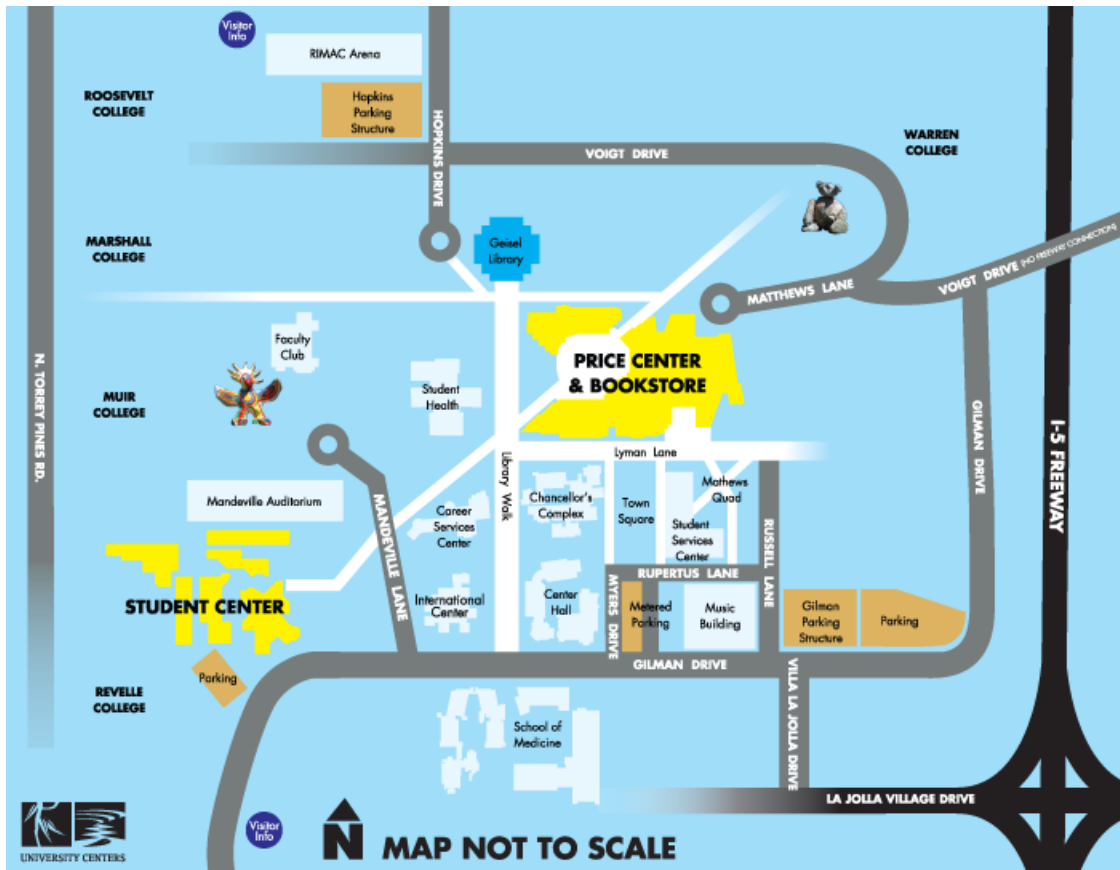 Visitor
Info
RIMAC Arena
ROOSEVELT
COLLEGE
Hopkins
Parking
Structure
HOPKINS DRIVE
VOIGT DRIVE
WARREN
COLLEGE
MARSHALL
COLLEGE
Geisel
Library
MATTHEWS LANE
VOIGT DRIVE (NO FREEWAY CONNECTION)
N. TORREY PINES RD.
Faculty
Club
MUIR
COLLEGE
Student
Health
PRICE CENTER
& BOOKSTORE
GILMAN DRIVE
I-5 FREEWAY
Lyman Lane
Library Walk
Mandeville Auditorium
MANDEVILLE LANE
Career
Services
Center
Chancellor's
Complex
Town
Square
Mathews
Quad
Student
Services
Center
RUSSELL LANE
STUDENT CENTER
International
Center
Center
Hall
RUPERTUS LANE
MYERS DRIVE
Metered
Parking
Music
Building
Gilman
Parking
Structure
Parking
Parking
GILMAN DRIVE
REVELLE
COLLEGE
School of
Medicine
VILLA LA JOLLA DRIVE
LA JOLLA VILLAGE DRIVE
UNIVERSITY CENTERS
Visitor
Info
N
MAP NOT TO SCALE